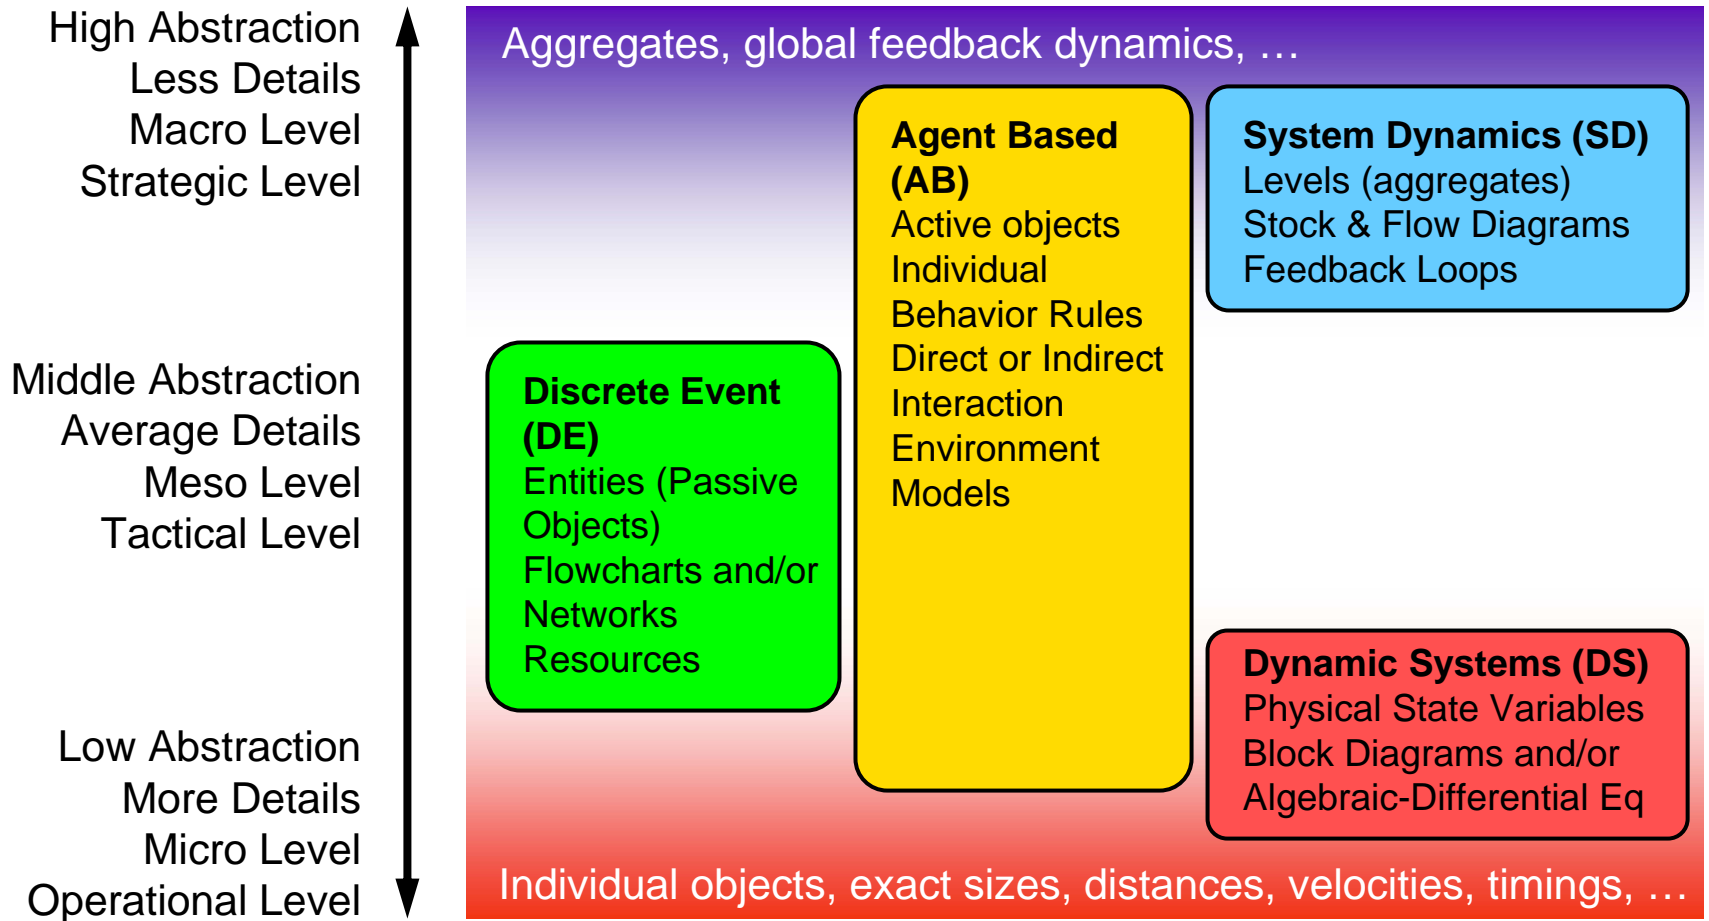 High Abstraction
Less Details
Macro Level
Strategic Level
Middle Abstraction
Average Details
Meso Level
Tactical Level
Low Abstraction
More Details
Micro Level
Operational Level
Aggregates, global feedback dynamics, …
Discrete Event
(DE)
Entities (Passive
Objects)
Flowcharts and/or
Networks
Resources
Agent Based
(AB)
Active objects
Individual
Behavior Rules
Direct or Indirect
Interaction
Environment
Models
System Dynamics (SD)
Levels (aggregates)
Stock & Flow Diagrams
Feedback Loops
Dynamic Systems (DS)
Physical State Variables
Block Diagrams and/or
Algebraic-Differential Eq
Individual objects, exact sizes, distances, velocities, timings, …